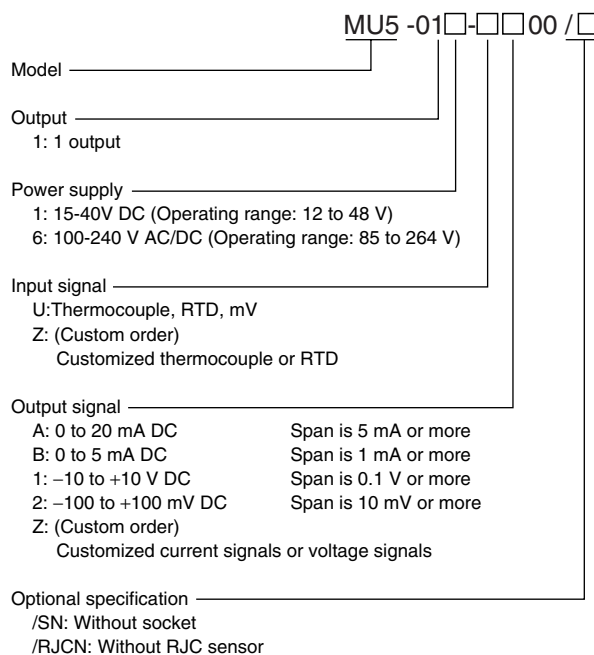 MU5 -01□-□□00 /□
Model
Output
1: 1 output
Power supply
1: 15-40V DC (Operating range: 12 to 48 V)
6: 100-240 V AC/DC (Operating range: 85 to 264 V)
Input signal
U:Thermocouple, RTD, mV
Z: (Custom order)
Customized thermocouple or RTD
Output signal
A: 0 to 20 mA DC Span is 5 mA or more
B: 0 to 5 mA DC Span is 1 mA or more
1: −10 to +10 V DC Span is 0.1 V or more
2: −100 to +100 mV DC Span is 10 mV or more
Z: (Custom order)
Customized current signals or voltage signals
Optional specification
/SN: Without socket
/RJCN: Without RJC sensor